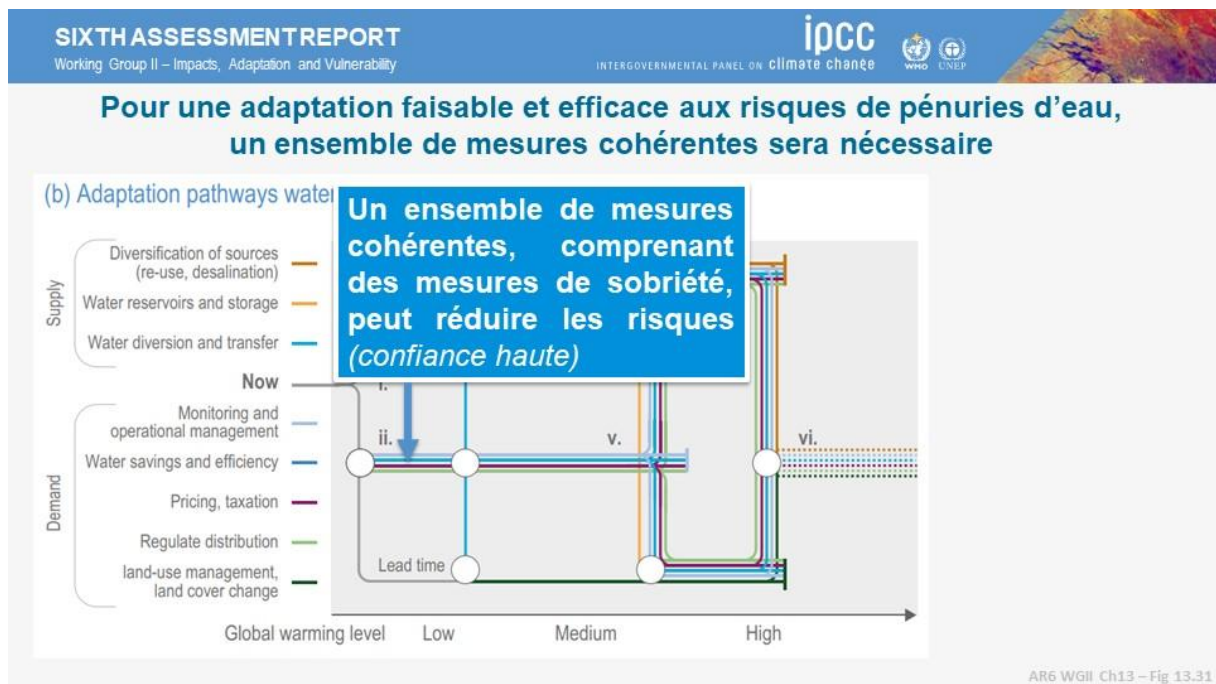 SIXTH ASSESSMENT REPORT
Working Group II – Impacts, Adaptation and Vulnerability
ipcc
INTERGOVERNMENTAL PANEL ON climate change
WMO
UNEP
Pour une adaptation faisable et efficace aux risques de pénuries d’eau,
un ensemble de mesures cohérentes sera nécessaire
(b) Adaptation pathways water
Un ensemble de mesures
cohérentes, comprenant
des mesures de sobriété,
peut réduire les risques
(confiance haute)
Supply
Diversification of sources
(re-use, desalination)
Water reservoirs and storage
Water diversion and transfer
Now
i.
Demand
Monitoring and
operational management
ii.
v.
vi.
Water savings and efficiency
Pricing, taxation
Regulate distribution
Lead time
land-use management,
land cover change
Global warming level
Low
Medium
High
AR6 WGII Ch13 – Fig 13.31